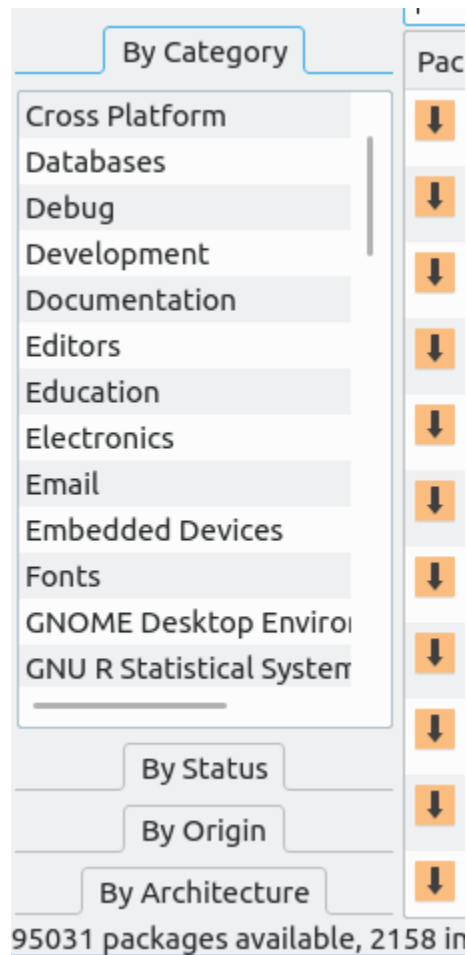 By Category
Pac
Cross Platform
Databases
Debug
Development
Documentation
Editors
Education
Electronics
Email
Embedded Devices
Fonts
GNOME Desktop Enviro
GNU R Statistical System
By Status
By Origin
By Architecture
95031 packages available, 2158 in